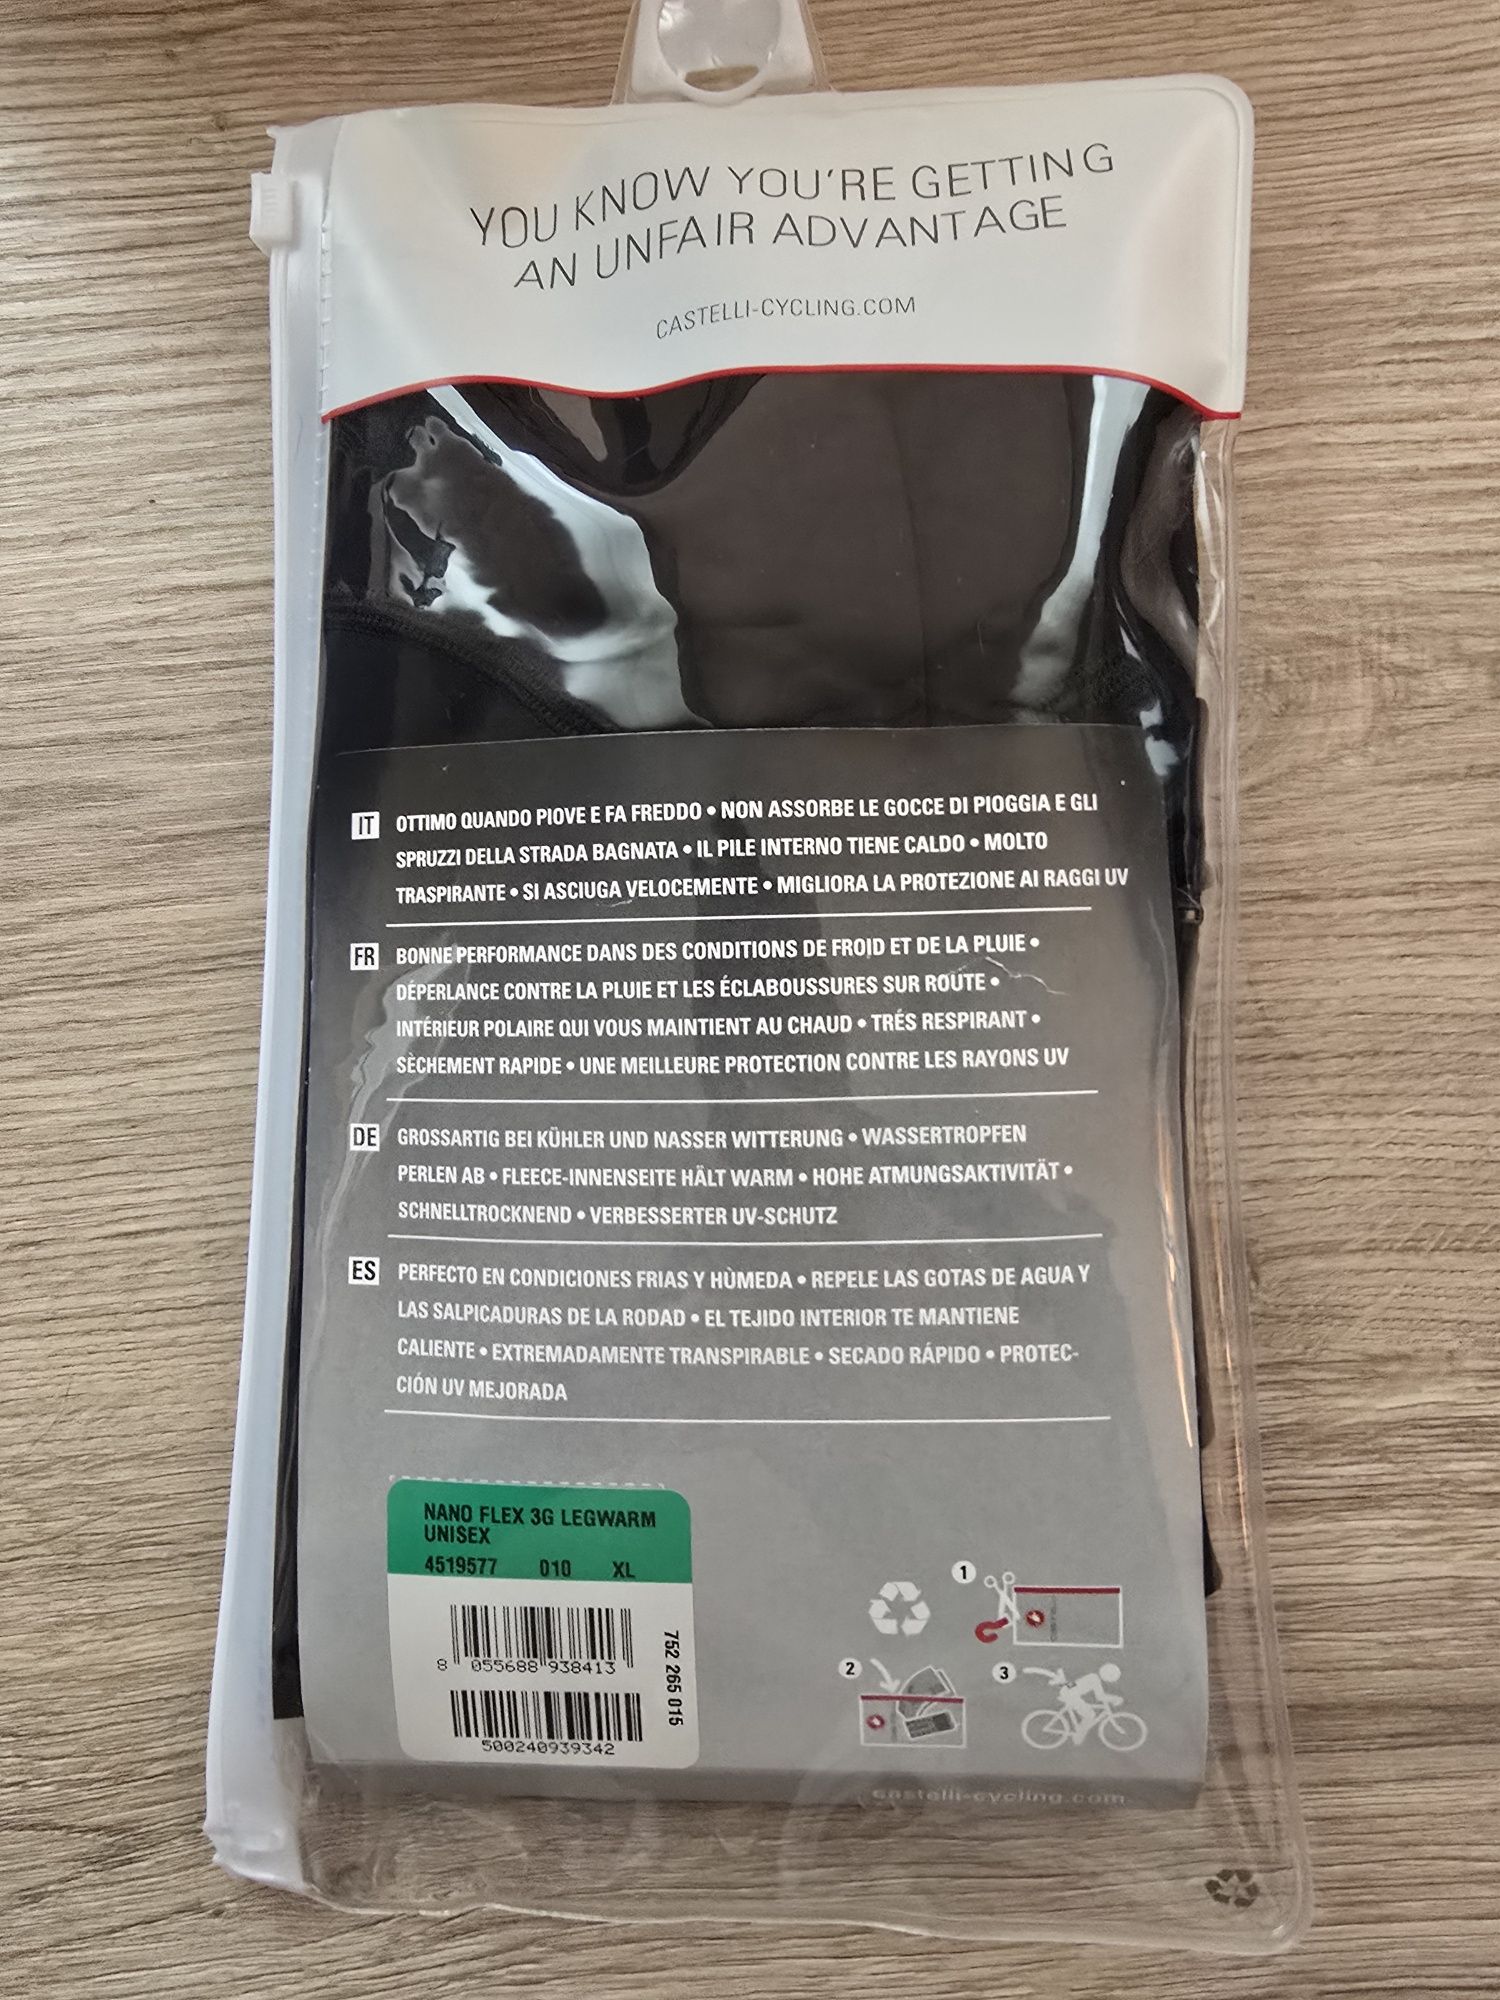 YOU KNOW YOU'RE GETTING
AN UNFAIR ADVANTAGE
CASTELLI-CYCLING.COM
IT OTTIMO QUANDO PIOVE E FA FREDDO • NON ASSORBE LE GOCCE DI PIOGGIA E GLI
SPRUZZI DELLA STRADA BAGNATA • IL PILE INTERNO TIENE CALDO • MOLTO
TRASPIRANTE • SI ASCIUGA VELOCEMENTE • MIGLIORA LA PROTEZIONE AI RAGGI UV
FR BONNE PERFORMANCE DANS DES CONDITIONS DE FROID ET DE LA PLUIE •
DÉPERLANCE CONTRE LA PLUIE ET LES ÉCLABOUSSURES SUR ROUTE •
INTÉRIEUR POLAIRE QUI VOUS MAINTIENT AU CHAUD • TRÉS RESPIRANT •
SÈCHEMENT RAPIDE • UNE MEILLEURE PROTECTION CONTRE LES RAYONS UV
DE GROSSARTIG BEI KÜHLER UND NASSER WITTERUNG • WASSERTROPFEN
PERLEN AB • FLEECE-INNENSEITE HÄLT WARM • HOHE ATMUNGSAKTIVITÄT •
SCHNELLTROCKNEND • VERBESSERTER UV-SCHUTZ
ES PERFECTO EN CONDICIONES FRIAS Y HÙMEDA • REPELE LAS GOTAS DE AGUA Y
LAS SALPICADURAS DE LA RODAD • EL TEJIDO INTERIOR TE MANTIENE
CALIENTE • EXTREMADAMENTE TRANSPIRABLE • SECADO RÁPIDO • PROTEC-
CIÓN UV MEJORADA
NANO FLEX 3G LEGWARM
UNISEX
4519577 010 XL
8 055688 938413
500240939342
752 265 015
1
2
3
castelli-cycling.com